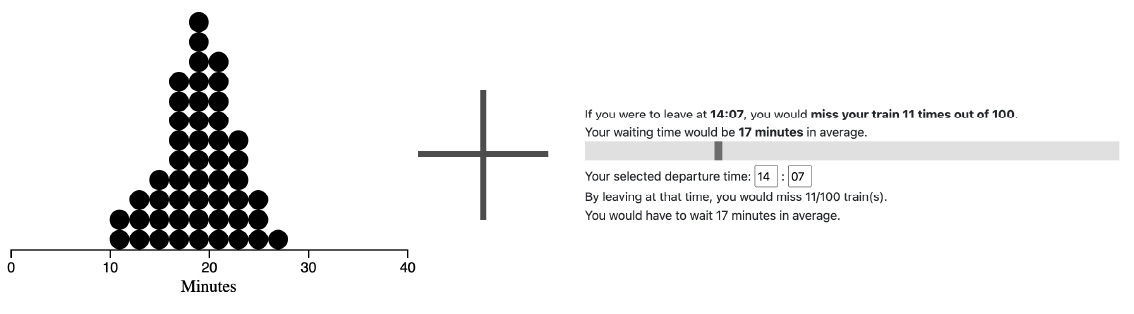 0 10 20 30 40
Minutes
If you were to leave at 14:07, you would miss your train 11 times out of 100.
Your waiting time would be 17 minutes in average.
Your selected departure time: 14 : 07
By leaving at that time, you would miss 11/100 train(s).
You would have to wait 17 minutes in average.